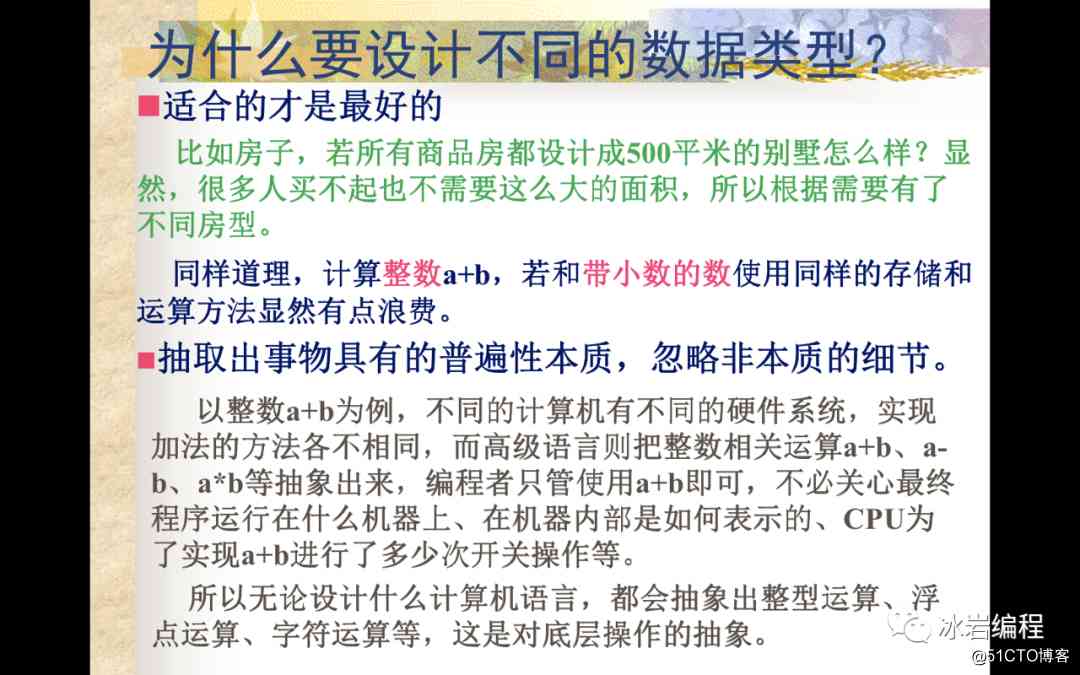 为什么要设计不同的数据类型？
适合的才是最好的
比如房子，若所有商品房都设计成500平米的别墅怎么样？显
然，很多人买不起也不需要这么大的面积，所以根据需要有了
不同房型。
同样道理，计算整数a+b，若和带小数的数使用同样的存储和
运算方法显然有点浪费。
抽取出事物具有的普遍性本质，忽略非本质的细节。
以整数a+b为例，不同的计算机有不同的硬件系统，实现
加法的方法各不相同，而高级语言则把整数相关运算a+b、a-
b、a*b等抽象出来，编程者只管使用a+b即可，不必关心最终
程序运行在什么机器上、在机器内部是如何表示的、CPU为
了实现a+b进行了多少次开关操作等。
所以无论设计什么计算机语言，都会抽象出整型运算、浮
点运算、字符运算等，这是对底层操作的抽象。
冰岩编程
@51CTO博客